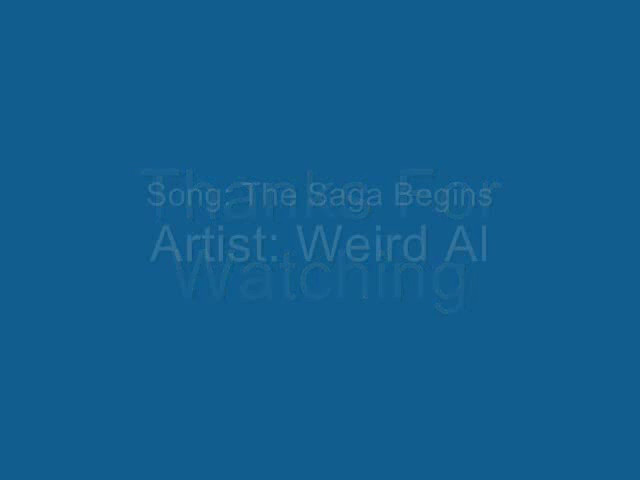 Thanks For
Song: The Saga Begins
Artist: Weird Al
Watching